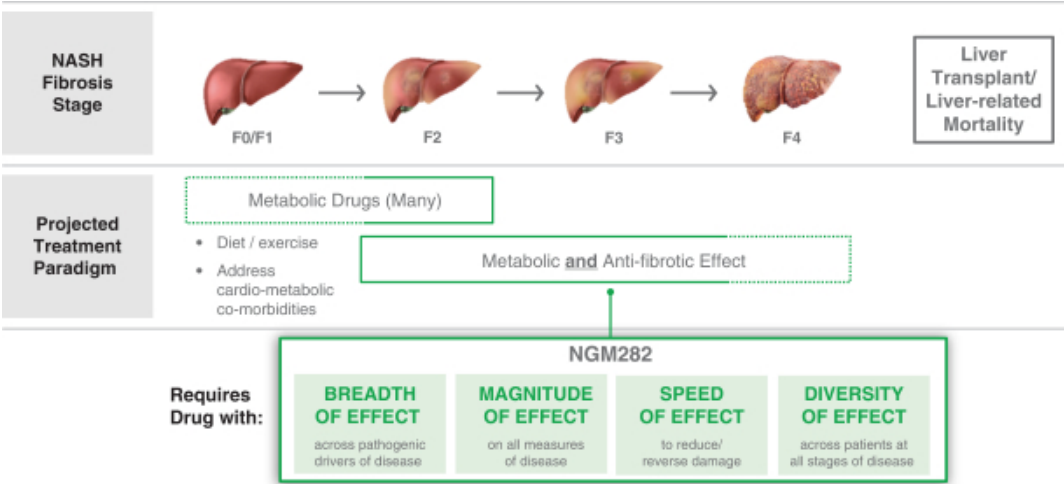 NASH
Fibrosis
Stage
F0/F1
F2
F3
F4
Liver
Transplant/
Liver-related
Mortality
Projected
Treatment
Paradigm
Metabolic Drugs (Many)
• Diet / exercise
• Address
cardio-metabolic
co-morbidities
Metabolic and Anti-fibrotic Effect
NGM282
Requires
Drug with:
BREADTH
OF EFFECT
across pathogenic
drivers of disease
MAGNITUDE
OF EFFECT
on all measures
of disease
SPEED
OF EFFECT
to reduce/
reverse damage
DIVERSITY
OF EFFECT
across patients at
all stages of disease